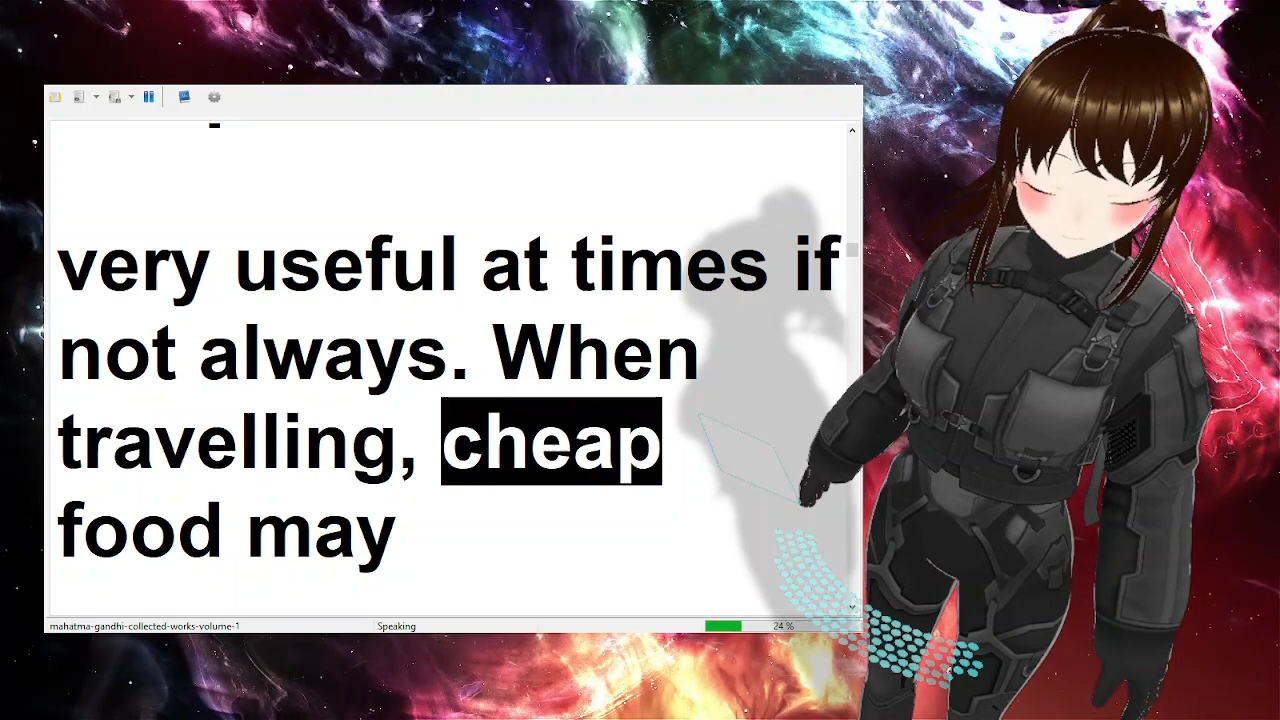 very useful at times if
not always. When
travelling, cheap
food may
mahatma-gandhi-collected-works-volume-1
Speaking
24 %